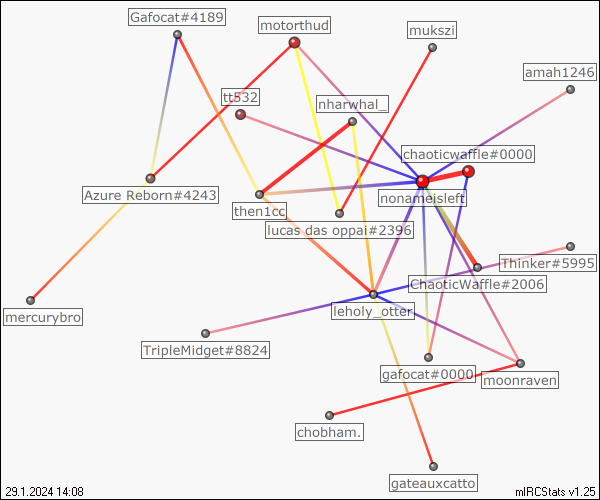 Gafocat#4189
motorthud
mukszi
amah1246
tt532
nharwhal_
chaoticwaffle#0000
Azure Reborn#4243
nonameisleft
then1cc
lucas das oppai#2396
Thinker#5995
ChaoticWaffle#2006
mercurybro
leholy_otter
TripleMidget#8824
gafocat#0000
moonraven
chobham.
gateauxcatto
29.1.2024 14:08
mIRCStats v1.25